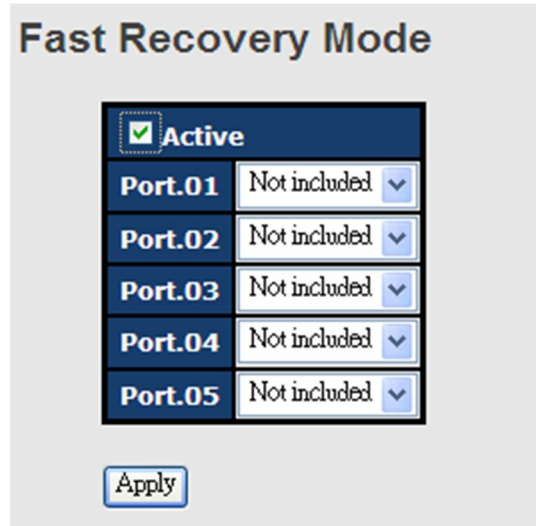 Fast Recovery Mode
Active
Port.01 Not included
Port.02 Not included
Port.03 Not included
Port.04 Not included
Port.05 Not included
Apply